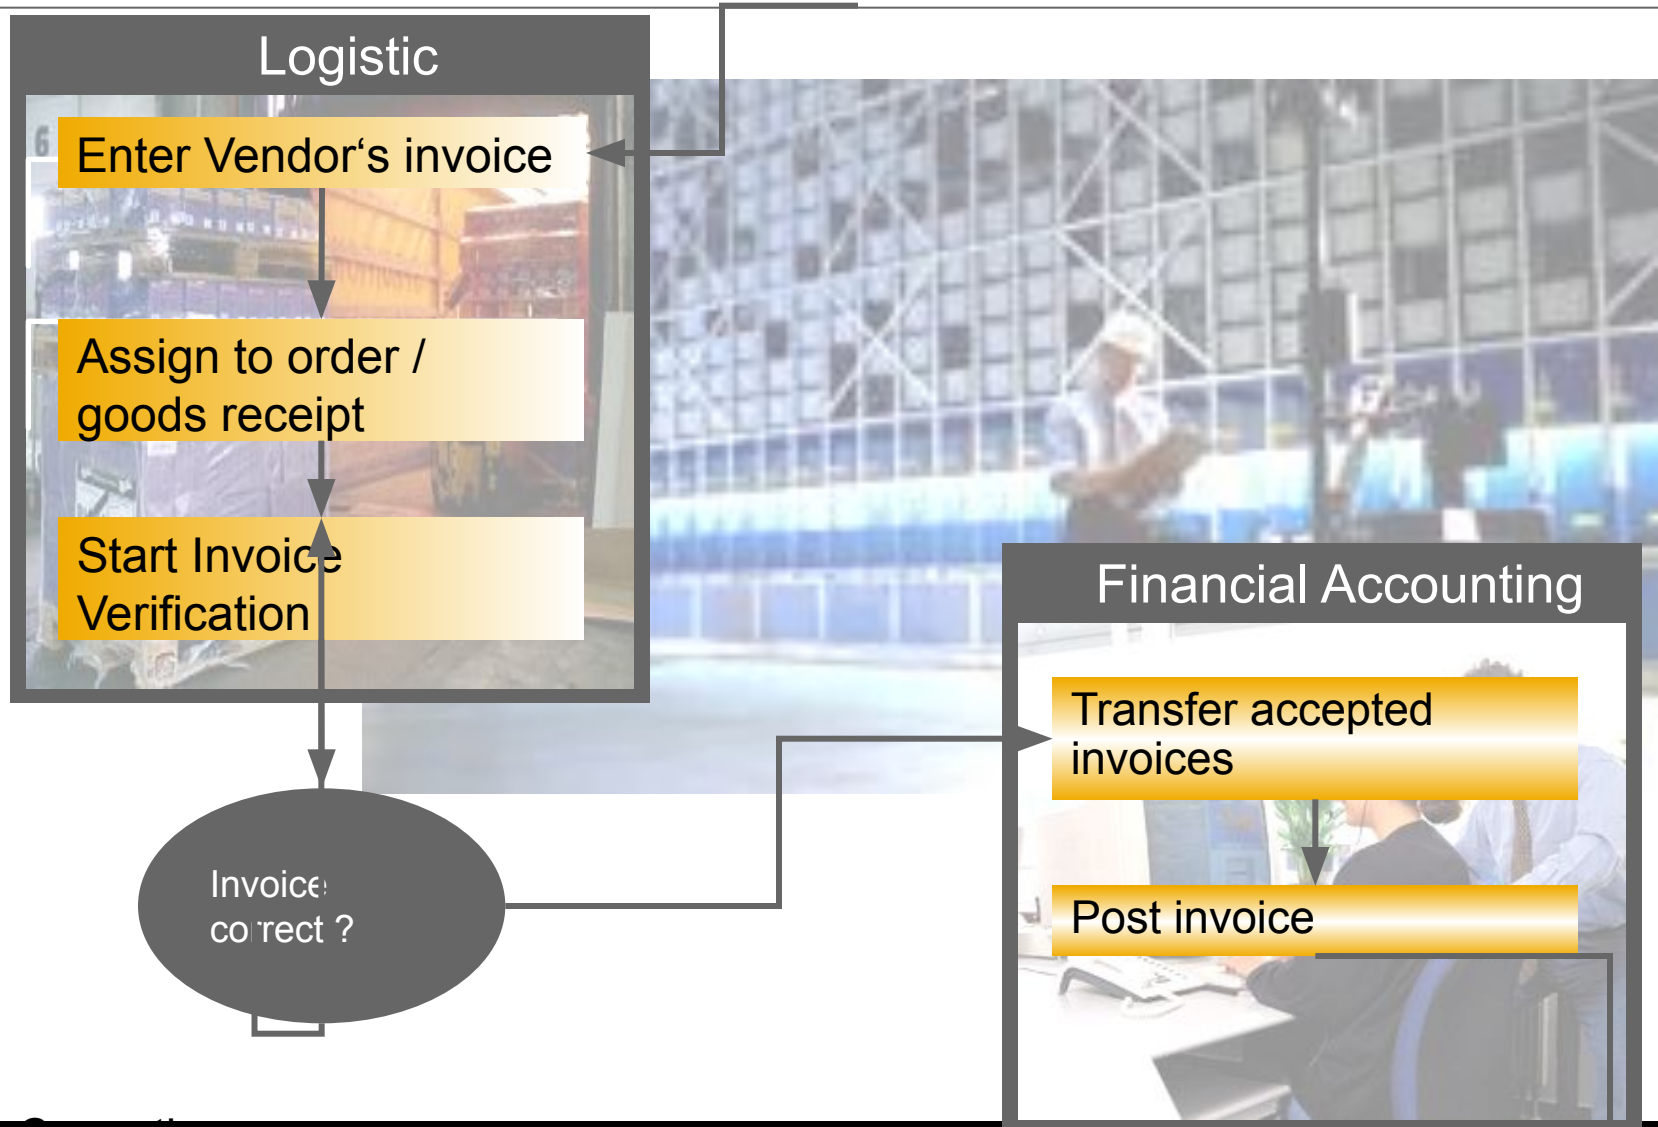 Logistic
Enter Vendor‘s invoice
Assign to order /
goods receipt
Start Invoice
Verification
Financial Accounting
Transfer accepted
invoices
Post invoice
Invoice
correct ?
6